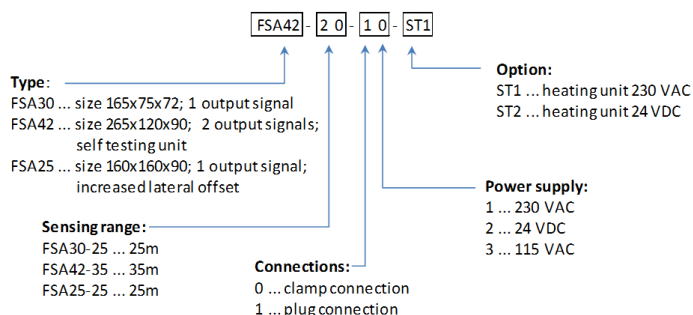 FSA42 - 2 0 - 1 0 - ST1
Type:
FSA30 ... size 165x75x72; 1 output signal
FSA42 ... size 265x120x90; 2 output signals;
self testing unit
FSA25 ... size 160x160x90; 1 output signal;
increased lateral offset
Sensing range:
FSA30-25 ... 25m
FSA42-35 ... 35m
FSA25-25 ... 25m
Connections:
0 ... clamp connection
1 ... plug connection
Option:
ST1 ... heating unit 230 VAC
ST2 ... heating unit 24 VDC
Power supply:
1 ... 230 VAC
2 ... 24 VDC
3 ... 115 VAC